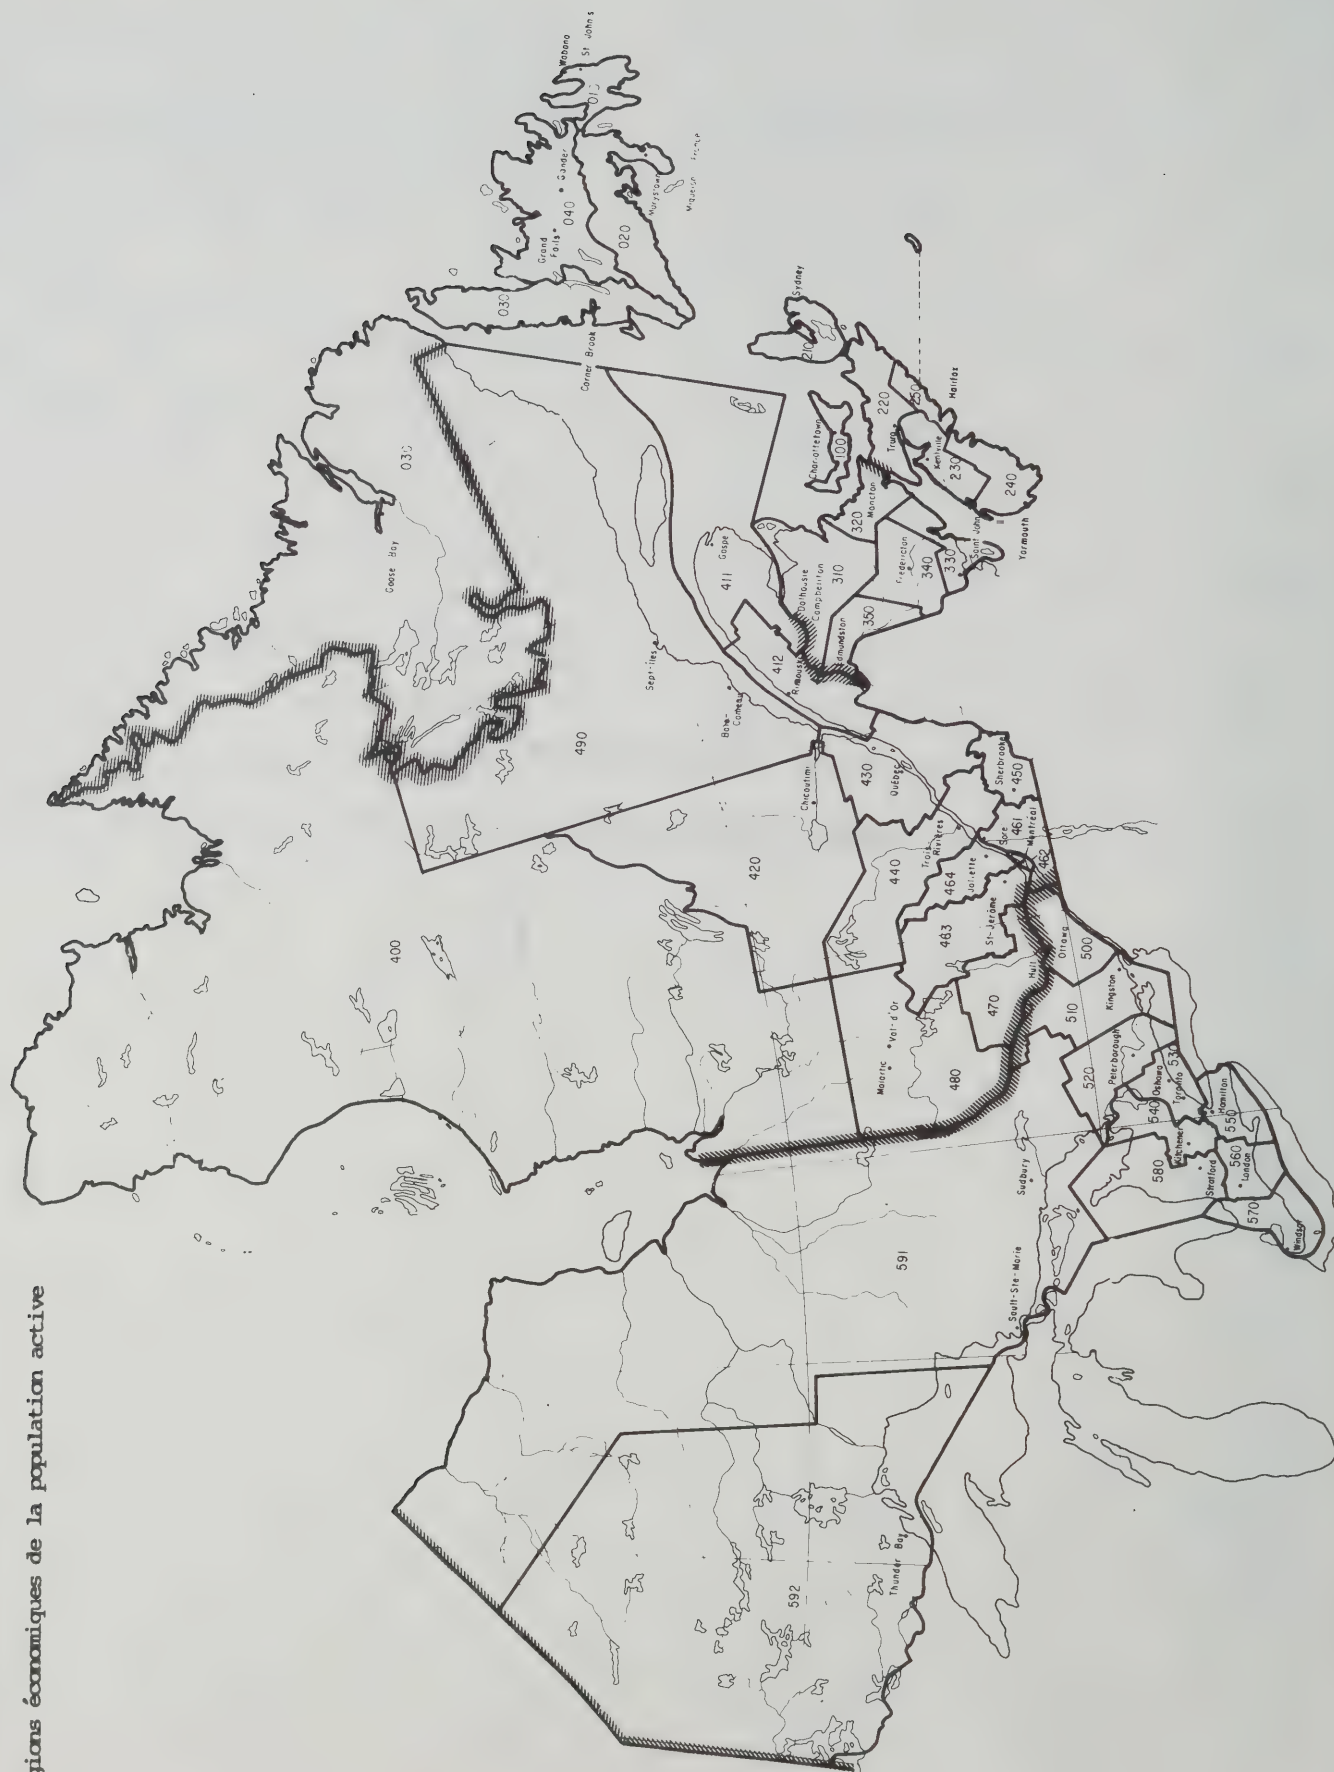 gions économiques de la population active
Wabana
St John's
010
Gander
040
Grand
Falls
020
Marystown
Miquelon France
030
Corner Brook
030
Goose Bay
Sydney
210
Charlottetown
100
220
Truro
250
Halifax
Kentville
230
240
Yarmouth
Moncton
320
Saint John
330
Fredericton
340
310
Dalhousie
Campbellton
350
Edmundston
Gaspé
411
412
Rimouski
Sept-Iles
Baie-
Comeau
490
400
420
Chicoutimi
430
Québec
440
Trois
Rivières
464
Joliette
Sherbrooke
450
461
Montréal
462
463
St-Jérôme
Hull
470
Malartic
Val-d'Or
480
Ottawa
500
510
Kingston
520
Peterborough
530
Oshawa
Toronto
540
Hamilton
550
Kitchener
560
London
580
Stratford
570
Windsor
Sudbury
591
Sault-Ste-Marie
592
Thunder Bay